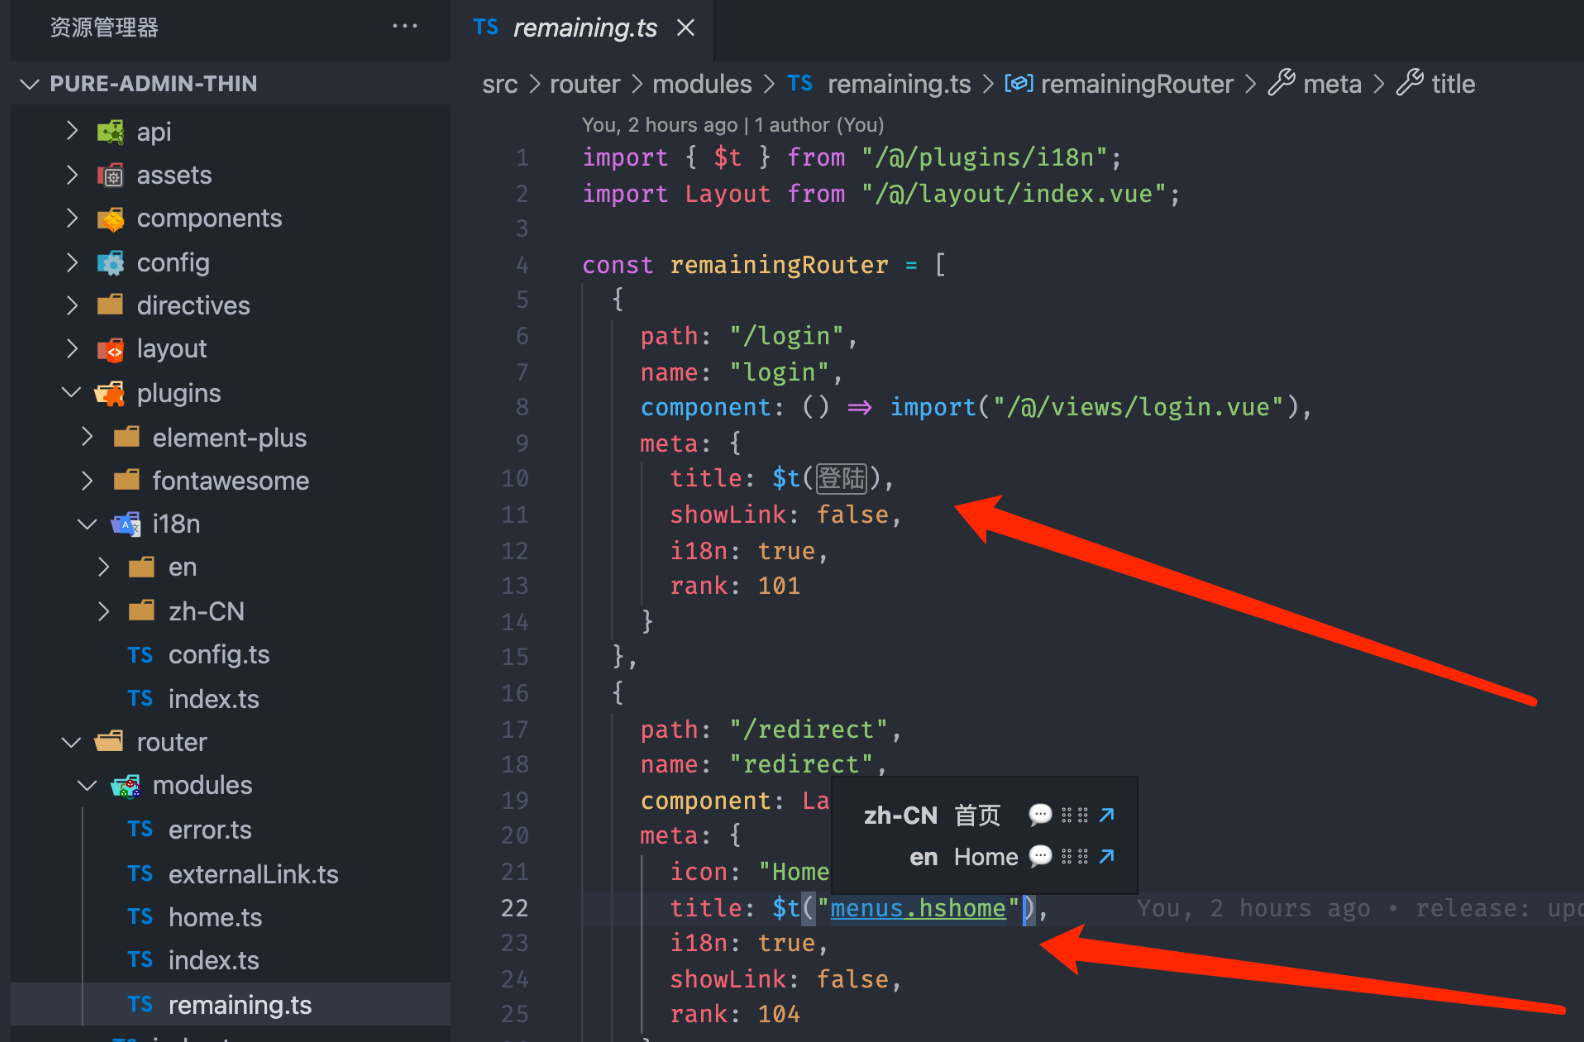 资源管理器 ···
TS remaining.ts ×
PURE-ADMIN-THIN
api
assets
components
config
directives
layout
plugins
element-plus
fontawesome
i18n
en
zh-CN
TS config.ts
TS index.ts
router
modules
TS error.ts
TS externalLink.ts
TS home.ts
TS index.ts
TS remaining.ts
src > router > modules > TS remaining.ts > remainingRouter > meta > title
You, 2 hours ago | 1 author (You)
1 import { $t } from "/@/plugins/i18n";
2 import Layout from "/@/layout/index.vue";
3
4 const remainingRouter = [
5 {
6 path: "/login",
7 name: "login",
8 component: () => import("/@/views/login.vue"),
9 meta: {
10 title: $t(登陆),
11 showLink: false,
12 i18n: true,
13 rank: 101
14 }
15 },
16 {
17 path: "/redirect",
18 name: "redirect",
19 component: La
20 meta: {
21 icon: "Home
22 title: $t("menus.hshome"), You, 2 hours ago • release: upd
23 i18n: true,
24 showLink: false,
25 rank: 104
zh-CN 首页
en Home